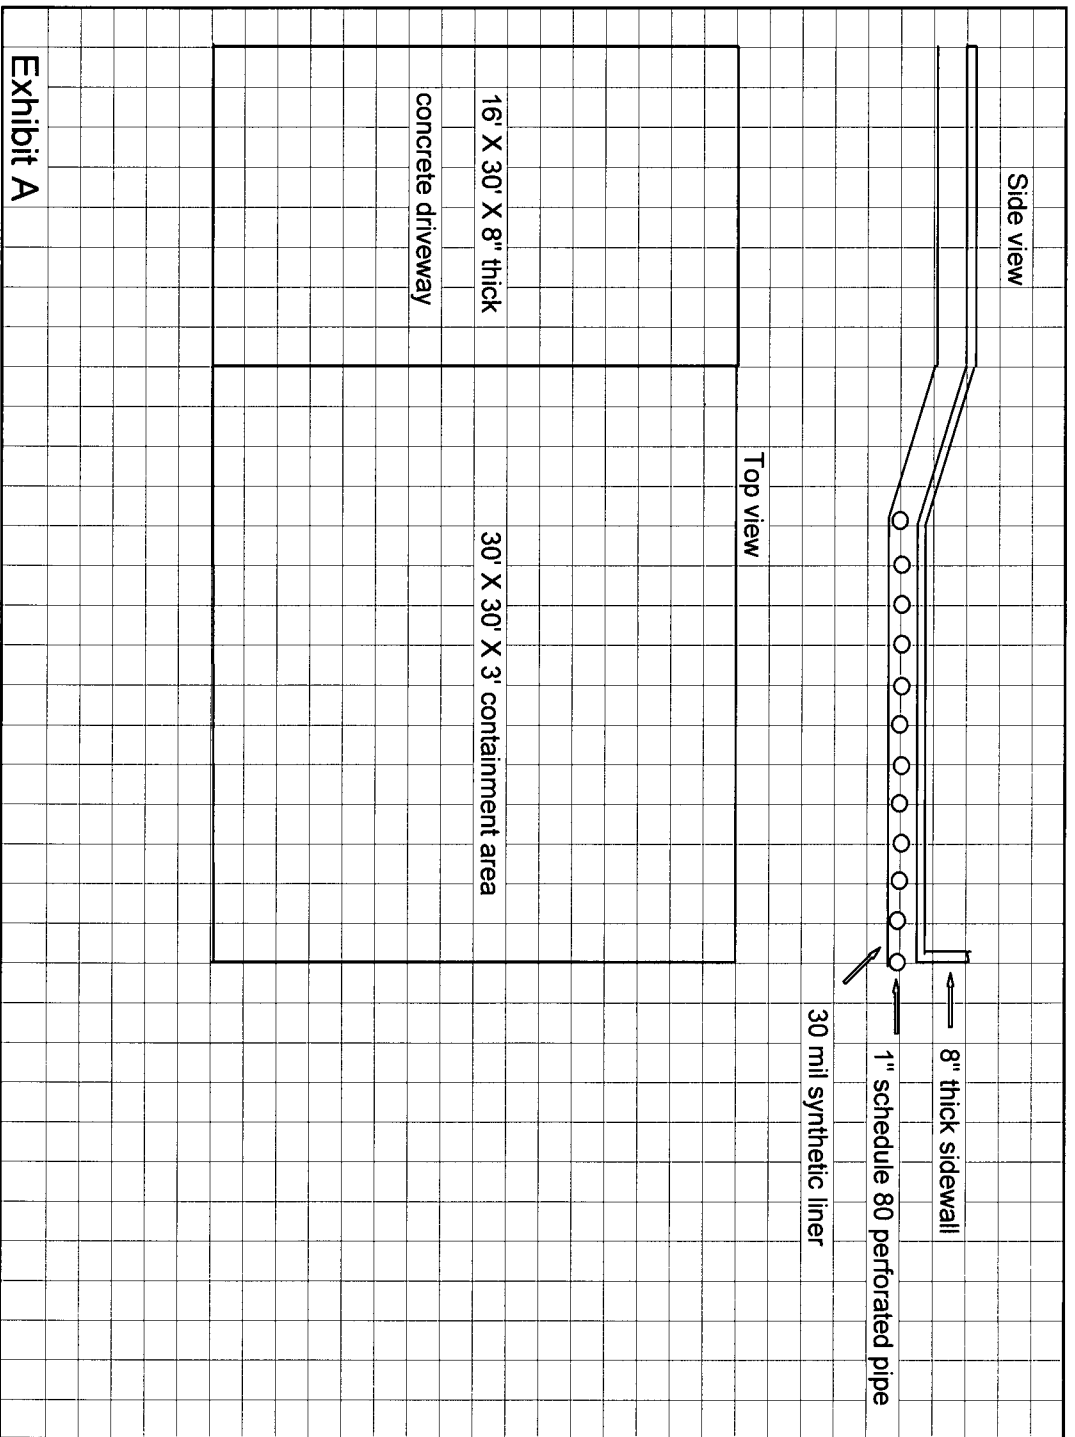 Side view
8" thick sidewall
1" schedule 80 perforated pipe
30 mil synthetic liner
Top view
16' X 30' X 8" thick
concrete driveway
30' X 30' X 3' containment area
Exhibit A